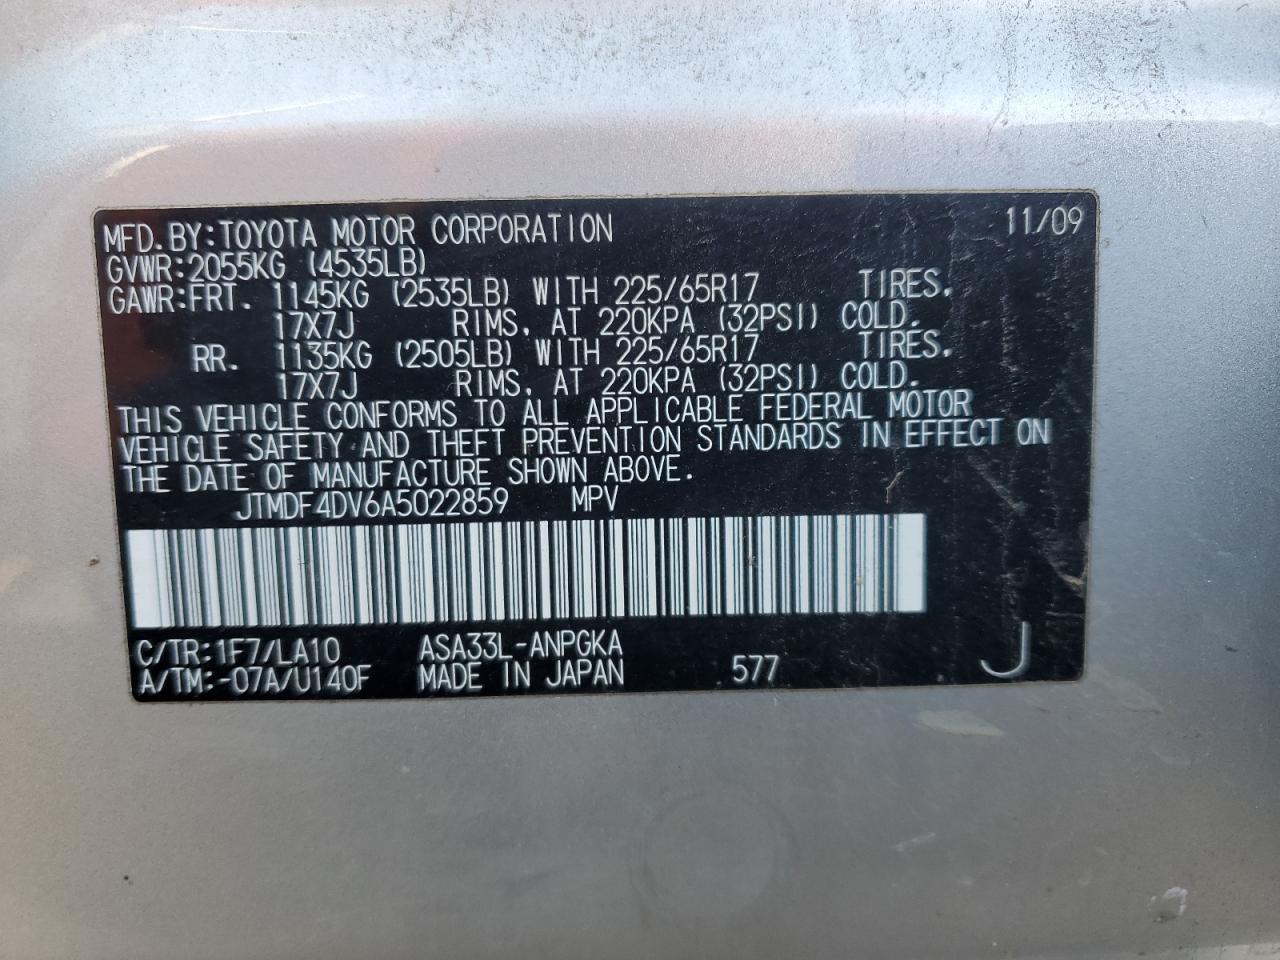 MFD.BY:TOYOTA MOTOR CORPORATION 11/09
GVWR:2055KG (4535LB)
GAWR:FRT. 1145KG (2535LB) WITH 225/65R17 TIRES,
17X7J RIMS, AT 220KPA (32PSI) COLD.
RR. 1135KG (2505LB) WITH 225/65R17 TIRES,
17X7J RIMS, AT 220KPA (32PSI) COLD.
THIS VEHICLE CONFORMS TO ALL APPLICABLE FEDERAL MOTOR
VEHICLE SAFETY AND THEFT PREVENTION STANDARDS IN EFFECT ON
THE DATE OF MANUFACTURE SHOWN ABOVE.
JTMDF4DV6A5022859 MPV
C/TR:1F7/LA10 ASA33L-ANPGKA
A/TM:-07A/U140F MADE IN JAPAN 577 J